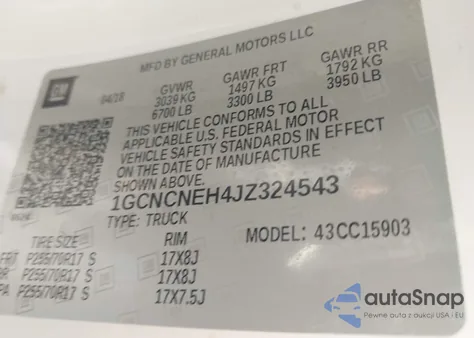 MFD BY GENERAL MOTORS LLC
GM
04/18
GVWR GAWR FRT GAWR RR
3039 KG 1497 KG 1792 KG
6700 LB 3300 LB 3950 LB
THIS VEHICLE CONFORMS TO ALL
APPLICABLE U.S. FEDERAL MOTOR
VEHICLE SAFETY STANDARDS IN EFFECT
ON THE DATE OF MANUFACTURE
SHOWN ABOVE.
1GCNCNEH4JZ324543
TYPE: TRUCK
MODEL: 43CC15903
TIRE SIZE RIM
FRT P255/70R17 S 17X8J
RR P255/70R17 S 17X8J
SPA P255/70R17 S 17X7.5J
autaSnap
Pewne auta z aukcji USA i EU